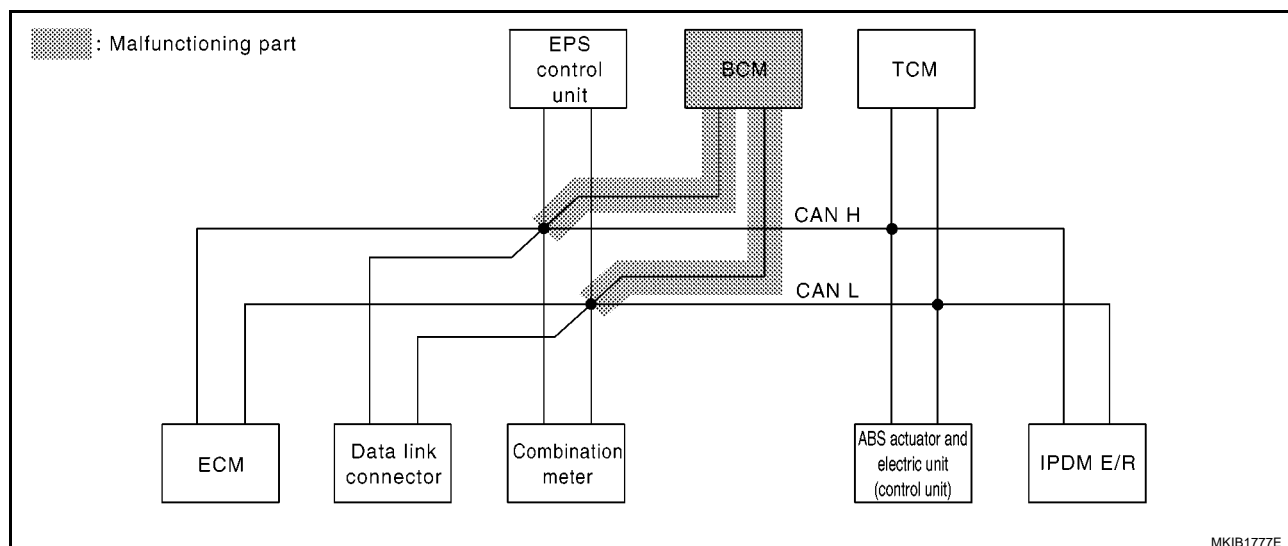 : Malfunctioning part
EPS
control
unit
BCM
TCM
CAN H
CAN L
ECM
Data link
connector
Combination
meter
ABS actuator and
electric unit
(control unit)
IPDM E/R
MKIB1777E